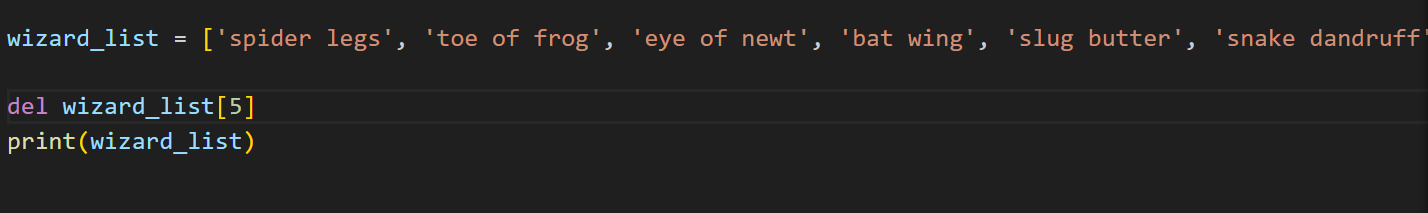 wizard_list = ['spider legs', 'toe of frog', 'eye of newt', 'bat wing', 'slug butter', 'snake dandruff'
del wizard_list[5]
print(wizard_list)